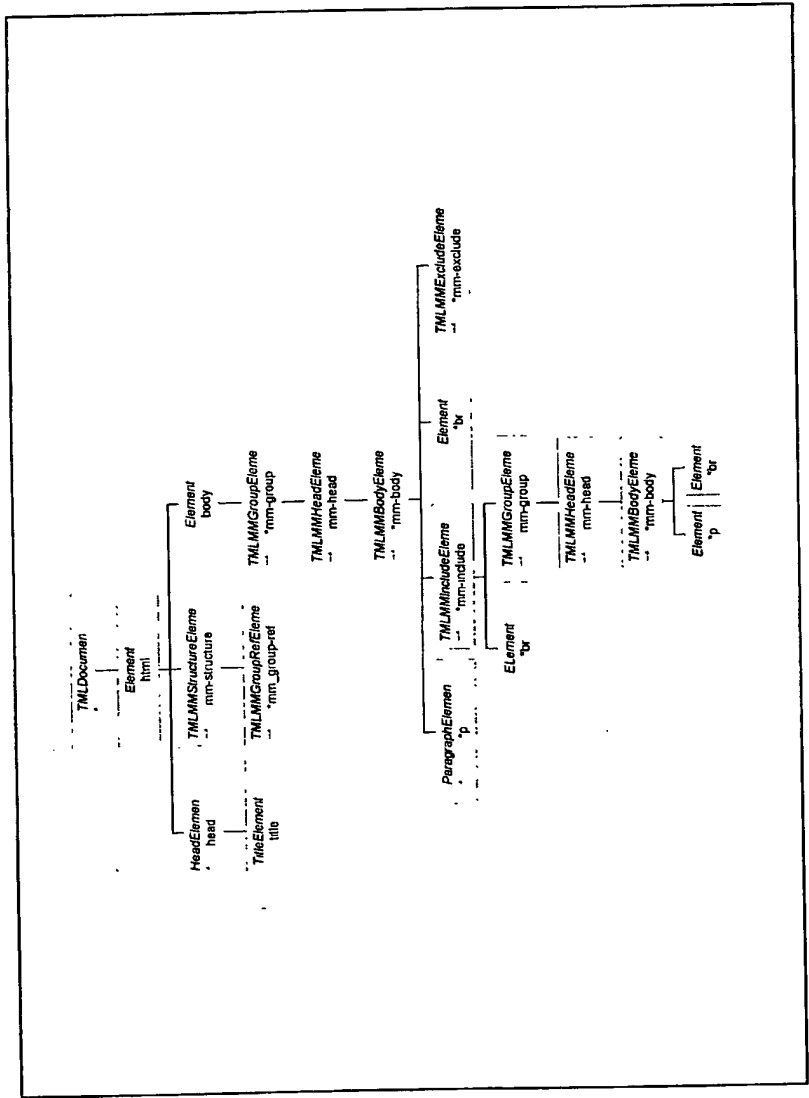 TMLDocumen
Element
html
HeadElemen
head
TitleElement
title
TMLMMStructureEleme
mm-structure
TMLMMGroupRefEleme
*mm_group-ref
Element
body
TMLMMGroupEleme
*mm-group
TMLMMHeadEleme
mm-head
TMLMMBodyEleme
*mm-body
ParagraphElemen
*p
TMLMMIncludeEleme
*mm-include
ELement
*br
TMLMMGroupEleme
*mm-group
TMLMMHeadEleme
mm-head
TMLMMBodyEleme
*mm-body
Element
*p
Element
*br
Element
*br
TMLMMExcludeEleme
*mm-exclude